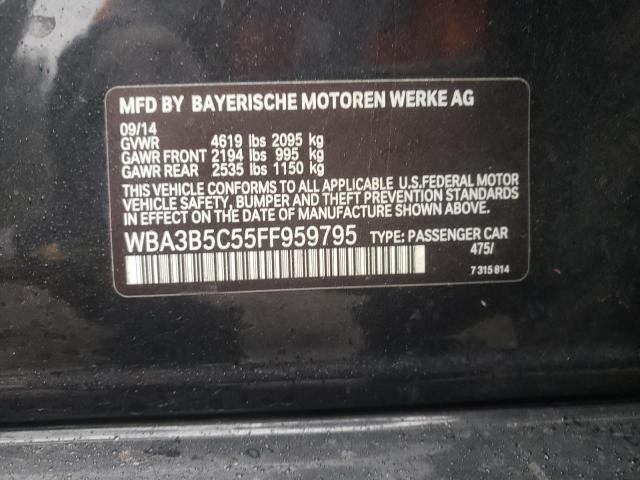 MFD BY BAYERISCHE MOTOREN WERKE AG
09/14
GVWR 4619 lbs 2095 kg
GAWR FRONT 2194 lbs 995 kg
GAWR REAR 2535 lbs 1150 kg
THIS VEHICLE CONFORMS TO ALL APPLICABLE U.S.FEDERAL MOTOR
VEHICLE SAFETY, BUMPER AND THEFT PREVENTION STANDARDS
IN EFFECT ON THE DATE OF MANUFACTURE SHOWN ABOVE.
WBA3B5C55FF959795 TYPE: PASSENGER CAR
475/
7 315 814